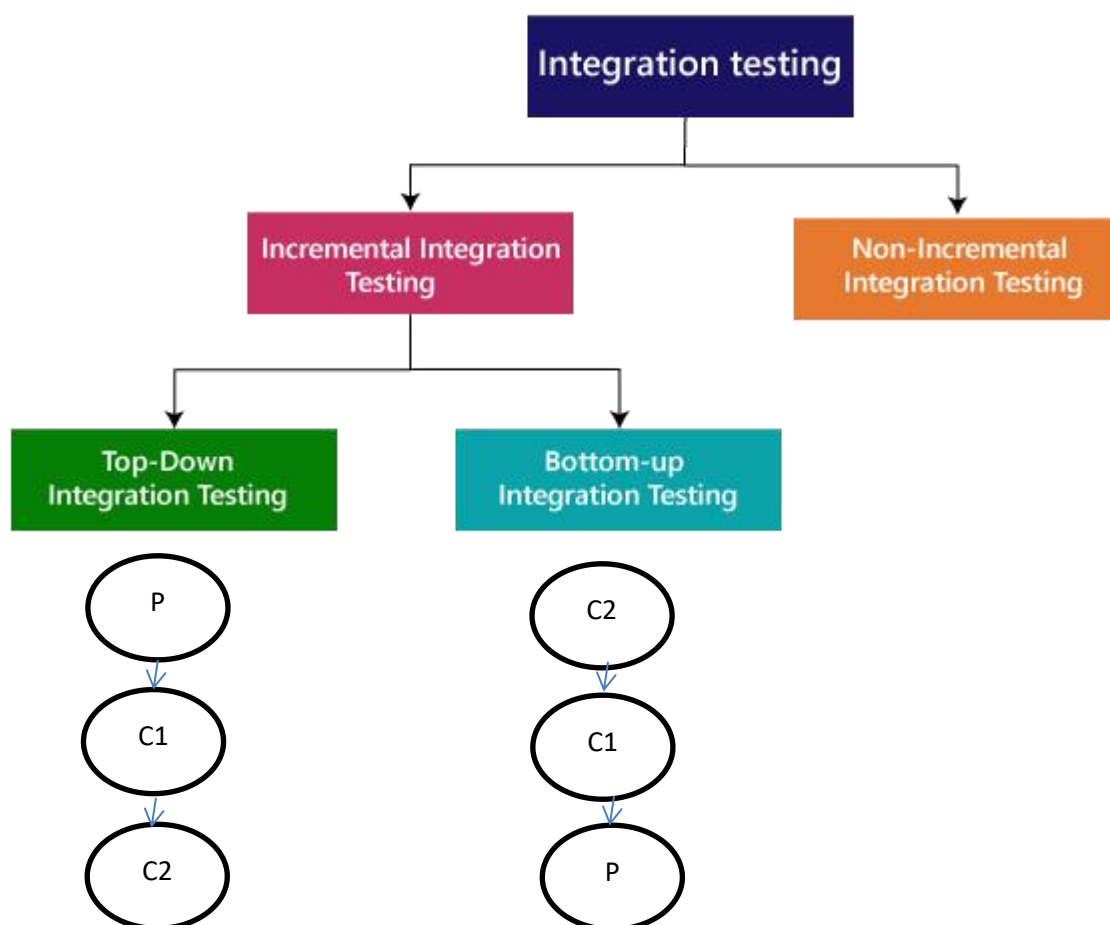 Integration testing
Incremental Integration
Testing
Non-Incremental
Integration Testing
Top-Down
Integration Testing
Bottom-up
Integration Testing
P
C1
C2
C2
C1
P